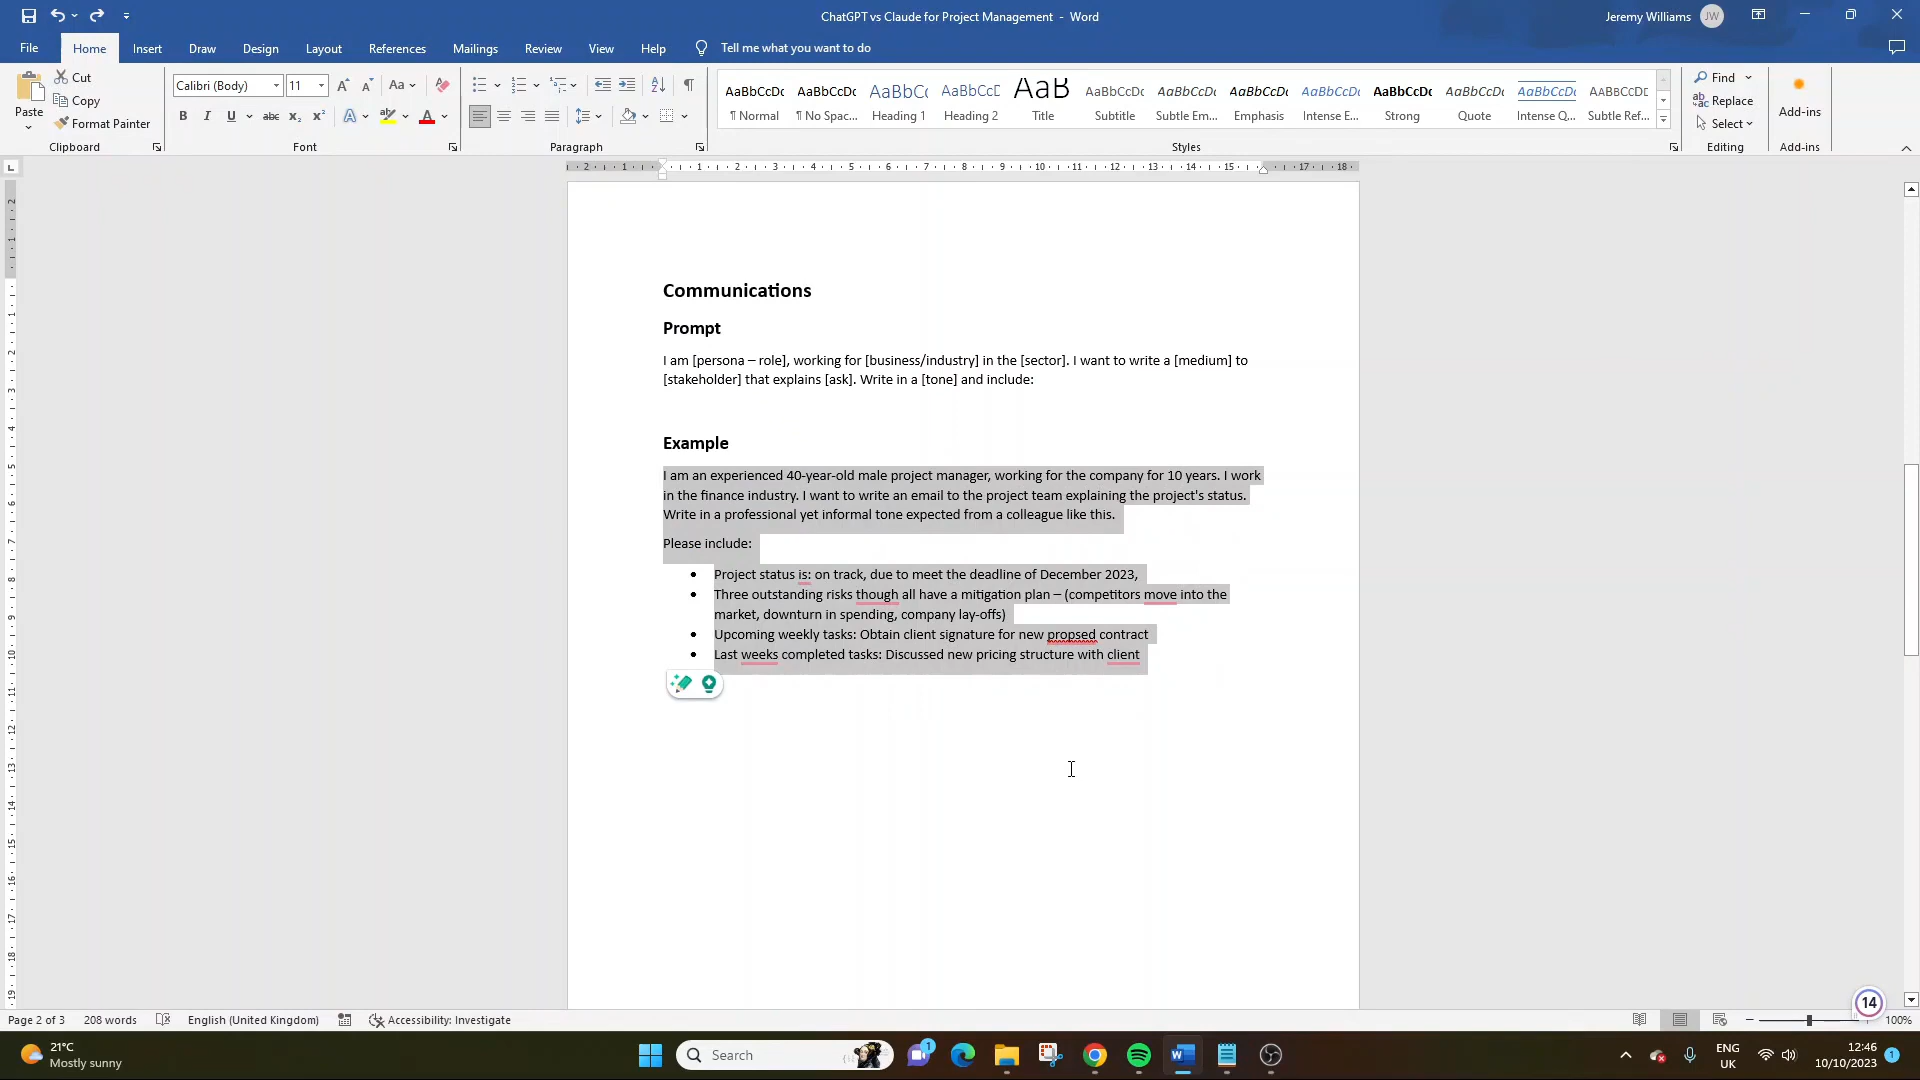 ChatGPT vs Claude for Project Management - Word
Jeremy Williams JW
File Home Insert Draw Design Layout References Mailings Review View Help Tell me what you want to do
Paste
Cut
Copy
Format Painter
Clipboard
Calibri (Body) 11
Font
Paragraph
AaBbCcDc AaBbCcDc AaBbCc AaBbCcD AaB AaBbCcDc AaBbCcDc AaBbCcDc AaBbCcDc AaBbCcDc AaBbCcDc AaBbCcDc AABBCCDE
¶ Normal ¶ No Spac... Heading 1 Heading 2 Title Subtitle Subtle Em... Emphasis Intense E... Strong Quote Intense Q... Subtle Ref...
Styles
Find
Replace
Select
Editing
Add-ins
Add-ins
Communications
Prompt
I am [persona – role], working for [business/industry] in the [sector]. I want to write a [medium] to
[stakeholder] that explains [ask]. Write in a [tone] and include:
Example
I am an experienced 40-year-old male project manager, working for the company for 10 years. I work
in the finance industry. I want to write an email to the project team explaining the project's status.
Write in a professional yet informal tone expected from a colleague like this.
Please include:
• Project status is: on track, due to meet the deadline of December 2023,
• Three outstanding risks though all have a mitigation plan – (competitors move into the
market, downturn in spending, company lay-offs)
• Upcoming weekly tasks: Obtain client signature for new propsed contract
• Last weeks completed tasks: Discussed new pricing structure with client
14
Page 2 of 3 208 words English (United Kingdom) Accessibility: Investigate 100%
21°C
Mostly sunny
Search
1
ENG
UK
12:46
10/10/2023
1